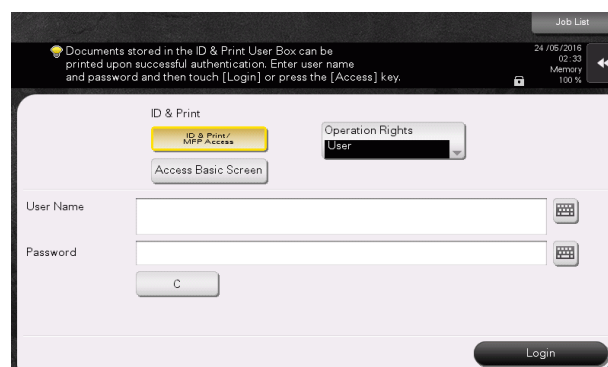 Job List
Documents stored in the ID & Print User Box can be
printed upon successful authentication. Enter user name
and password and then touch [Login] or press the [Access] key.
24/05/2016
02:33
Memory
100 %
ID & Print
ID & Print/
MFP Access
Operation Rights
User
Access Basic Screen
User Name
Password
C
Login